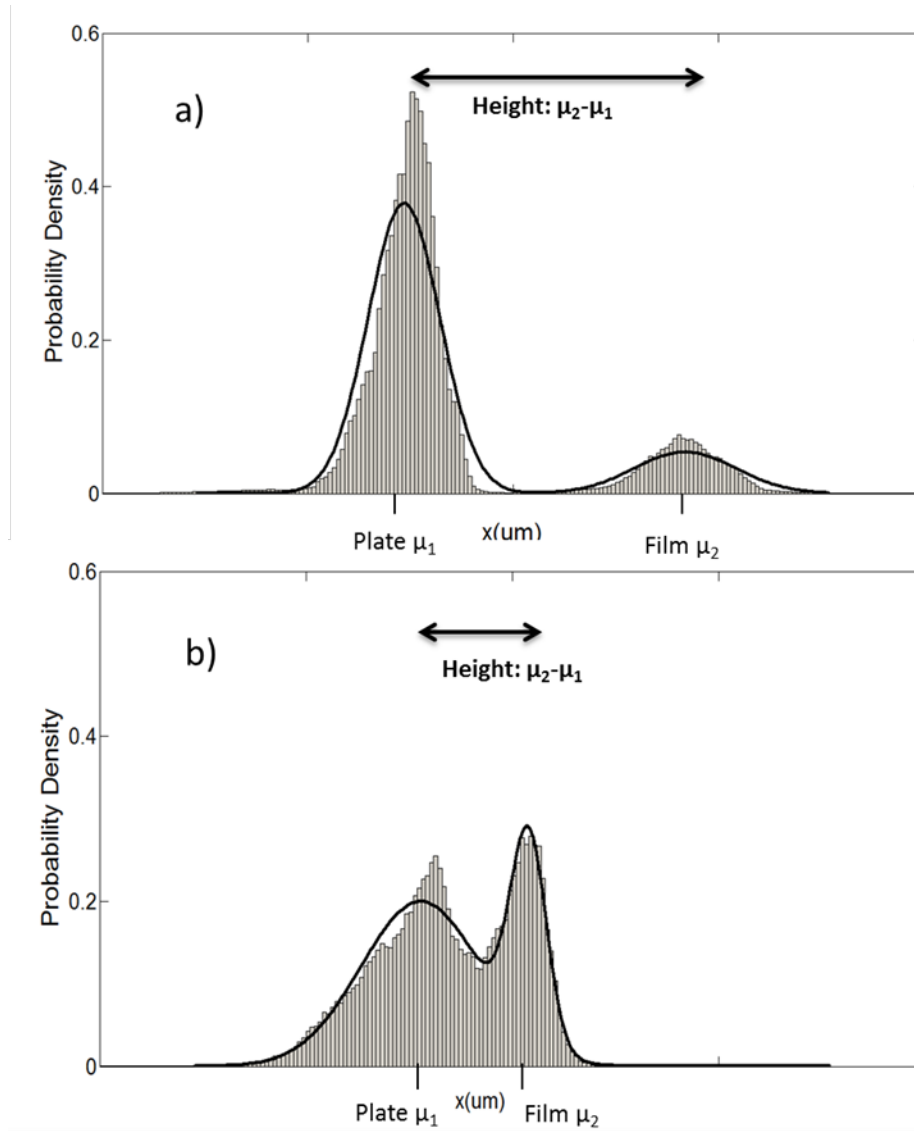 0.6
a)
Height: μ₂-μ₁
0.4
Probability Density
0.2
0
Plate μ₁
x(um)
Film μ₂
0.6
b)
Height: μ₂-μ₁
0.4
Probability Density
0.2
0
Plate μ₁
x(um)
Film μ₂